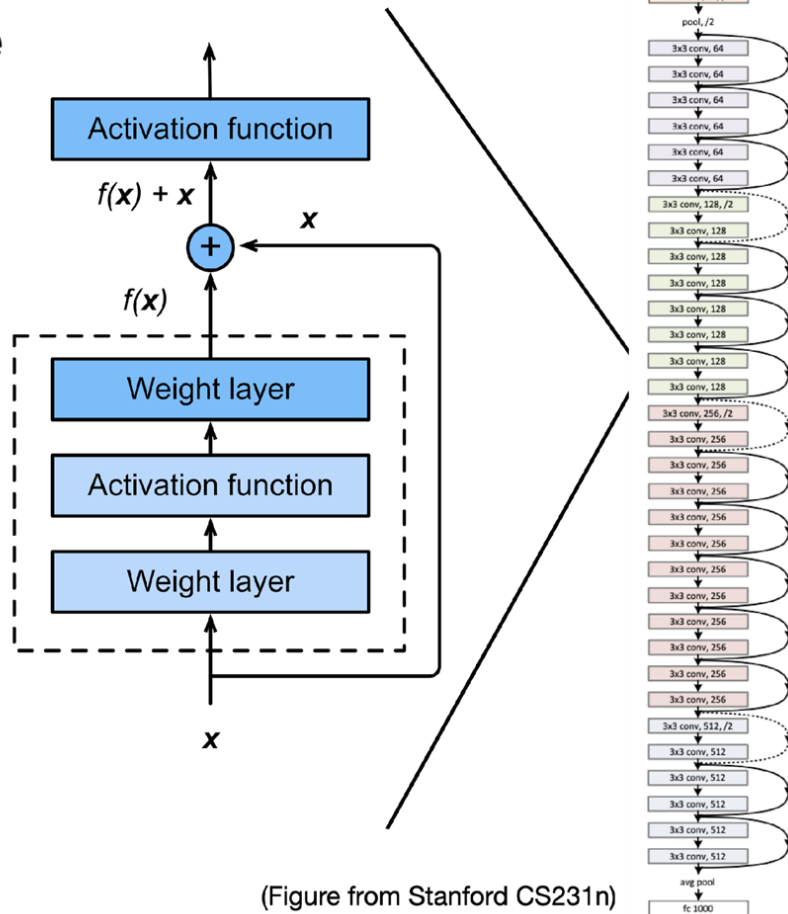 e
Activation function
f(x) + x
x
+
f(x)
Weight layer
Activation function
Weight layer
x
(Figure from Stanford CS231n)
pool, /2
3x3 conv, 64
3x3 conv, 64
3x3 conv, 64
3x3 conv, 64
3x3 conv, 64
3x3 conv, 64
3x3 conv, 128, /2
3x3 conv, 128
3x3 conv, 128
3x3 conv, 128
3x3 conv, 128
3x3 conv, 128
3x3 conv, 128
3x3 conv, 128
3x3 conv, 256, /2
3x3 conv, 256
3x3 conv, 256
3x3 conv, 256
3x3 conv, 256
3x3 conv, 256
3x3 conv, 256
3x3 conv, 256
3x3 conv, 256
3x3 conv, 256
3x3 conv, 256
3x3 conv, 256
3x3 conv, 512, /2
3x3 conv, 512
3x3 conv, 512
3x3 conv, 512
3x3 conv, 512
3x3 conv, 512
avg pool
fc 1000